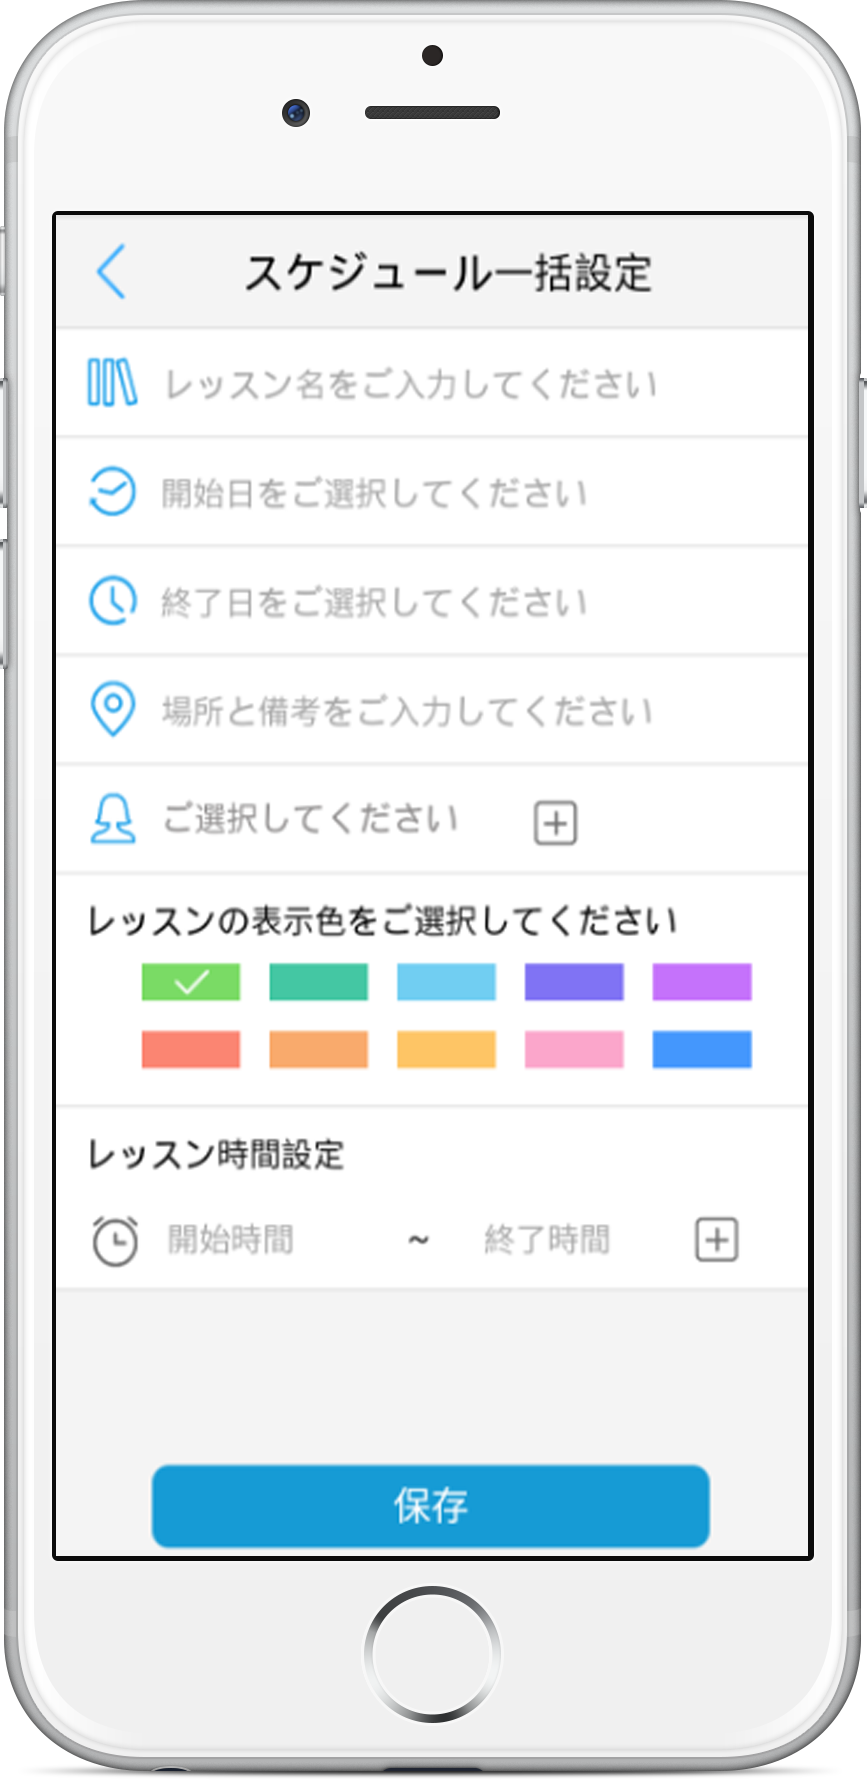 スケジュール一括設定
レッスン名をご入力してください
開始日をご選択してください
終了日をご選択してください
場所と備考をご入力してください
ご選択してください
レッスンの表示色をご選択してください
レッスン時間設定
開始時間 ~ 終了時間
保存